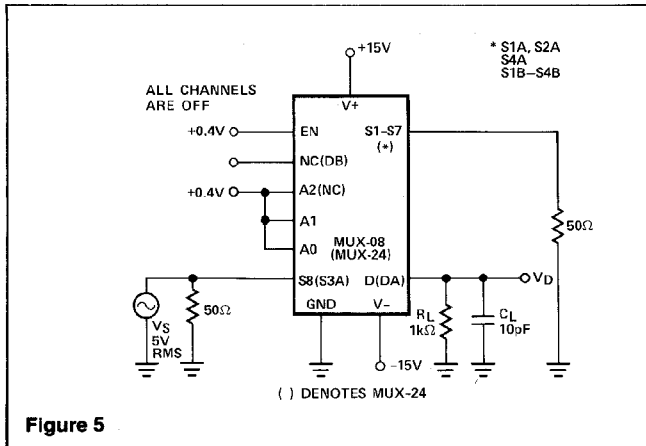 +15V
* S1A, S2A
S4A
S1B–S4B
ALL CHANNELS
ARE OFF
V+
+0.4V
EN
S1–S7
(*)
NC(DB)
+0.4V
A2(NC)
A1
A0
50Ω
MUX-08
(MUX-24)
S8(S3A)
D(DA)
VD
GND
V−
VS
5V
RMS
50Ω
RL
1kΩ
CL
10pF
−15V
( ) DENOTES MUX-24
Figure 5